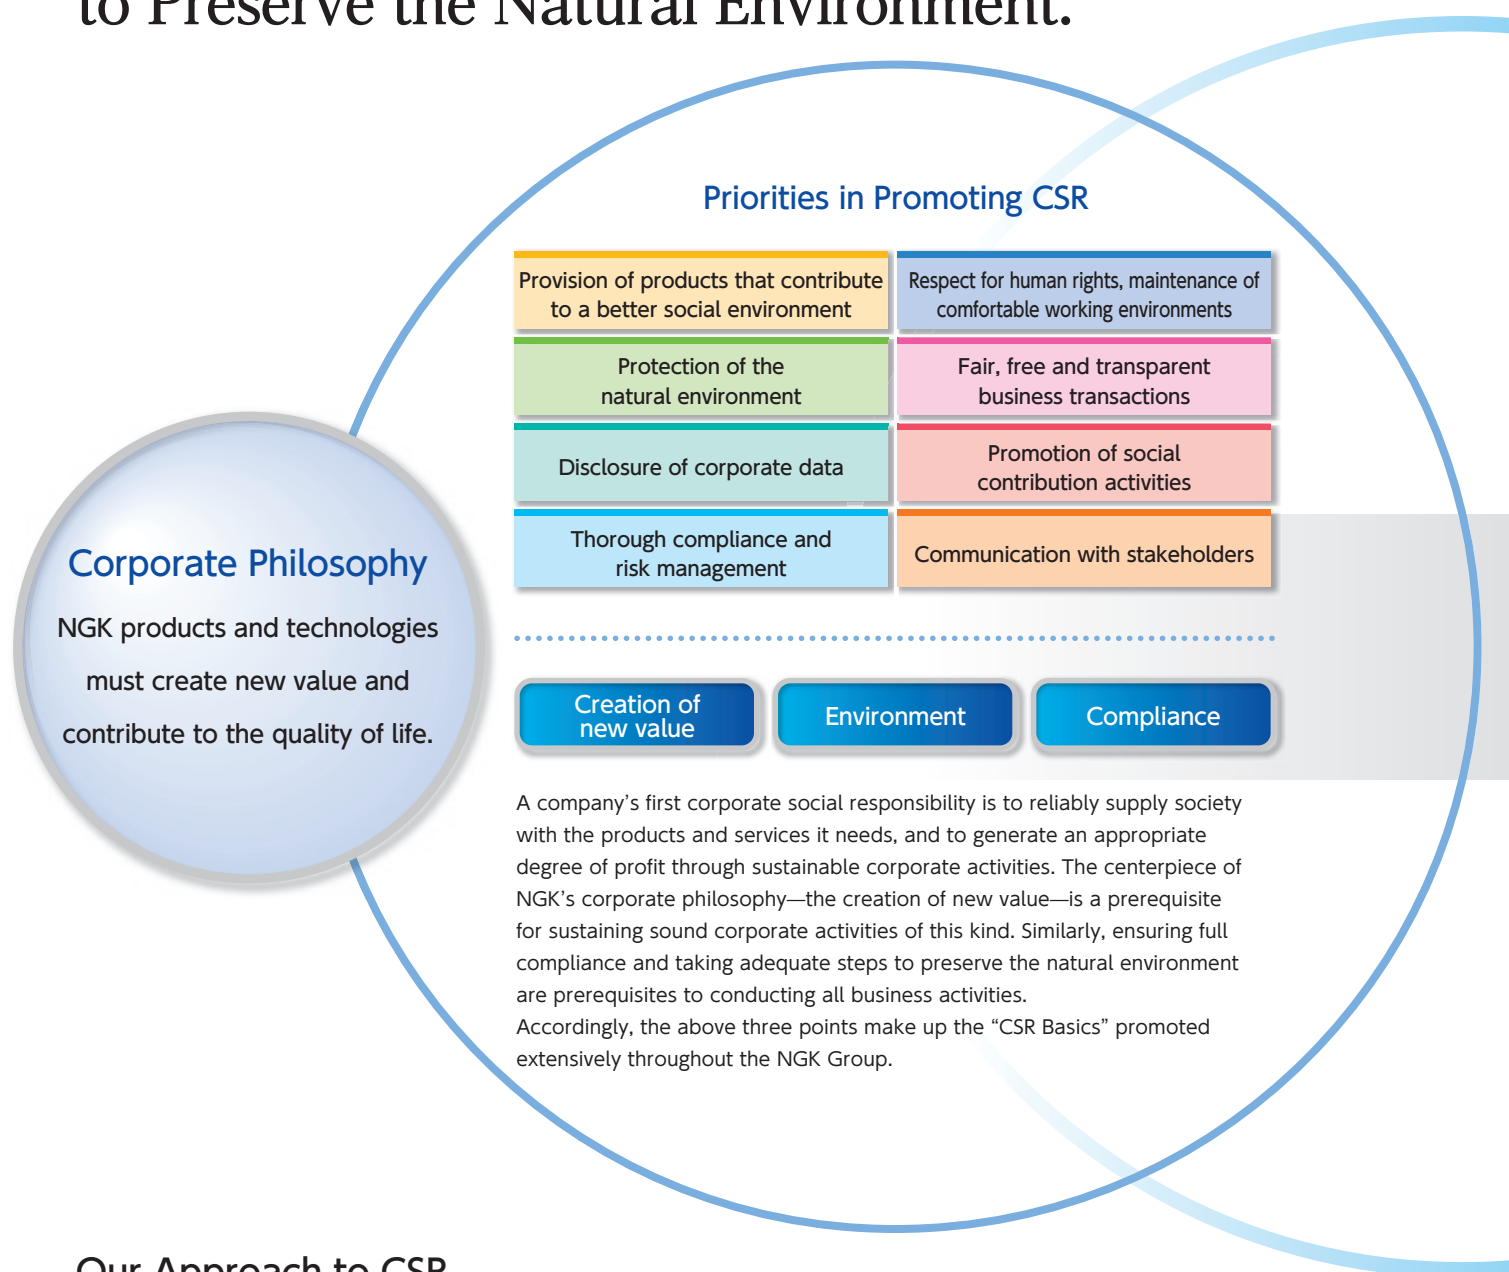 to Preserve the Natural Environment.
Priorities in Promoting CSR
Provision of products that contribute
to a better social environment
Respect for human rights, maintenance of
comfortable working environments
Protection of the
natural environment
Fair, free and transparent
business transactions
Disclosure of corporate data
Promotion of social
contribution activities
Thorough compliance and
risk management
Communication with stakeholders
Corporate Philosophy
NGK products and technologies
must create new value and
contribute to the quality of life.
Creation of
new value
Environment
Compliance
A company’s first corporate social responsibility is to reliably supply society
with the products and services it needs, and to generate an appropriate
degree of profit through sustainable corporate activities. The centerpiece of
NGK’s corporate philosophy—the creation of new value—is a prerequisite
for sustaining sound corporate activities of this kind. Similarly, ensuring full
compliance and taking adequate steps to preserve the natural environment
are prerequisites to conducting all business activities.
Accordingly, the above three points make up the “CSR Basics” promoted
extensively throughout the NGK Group.
Our Approach to CSR